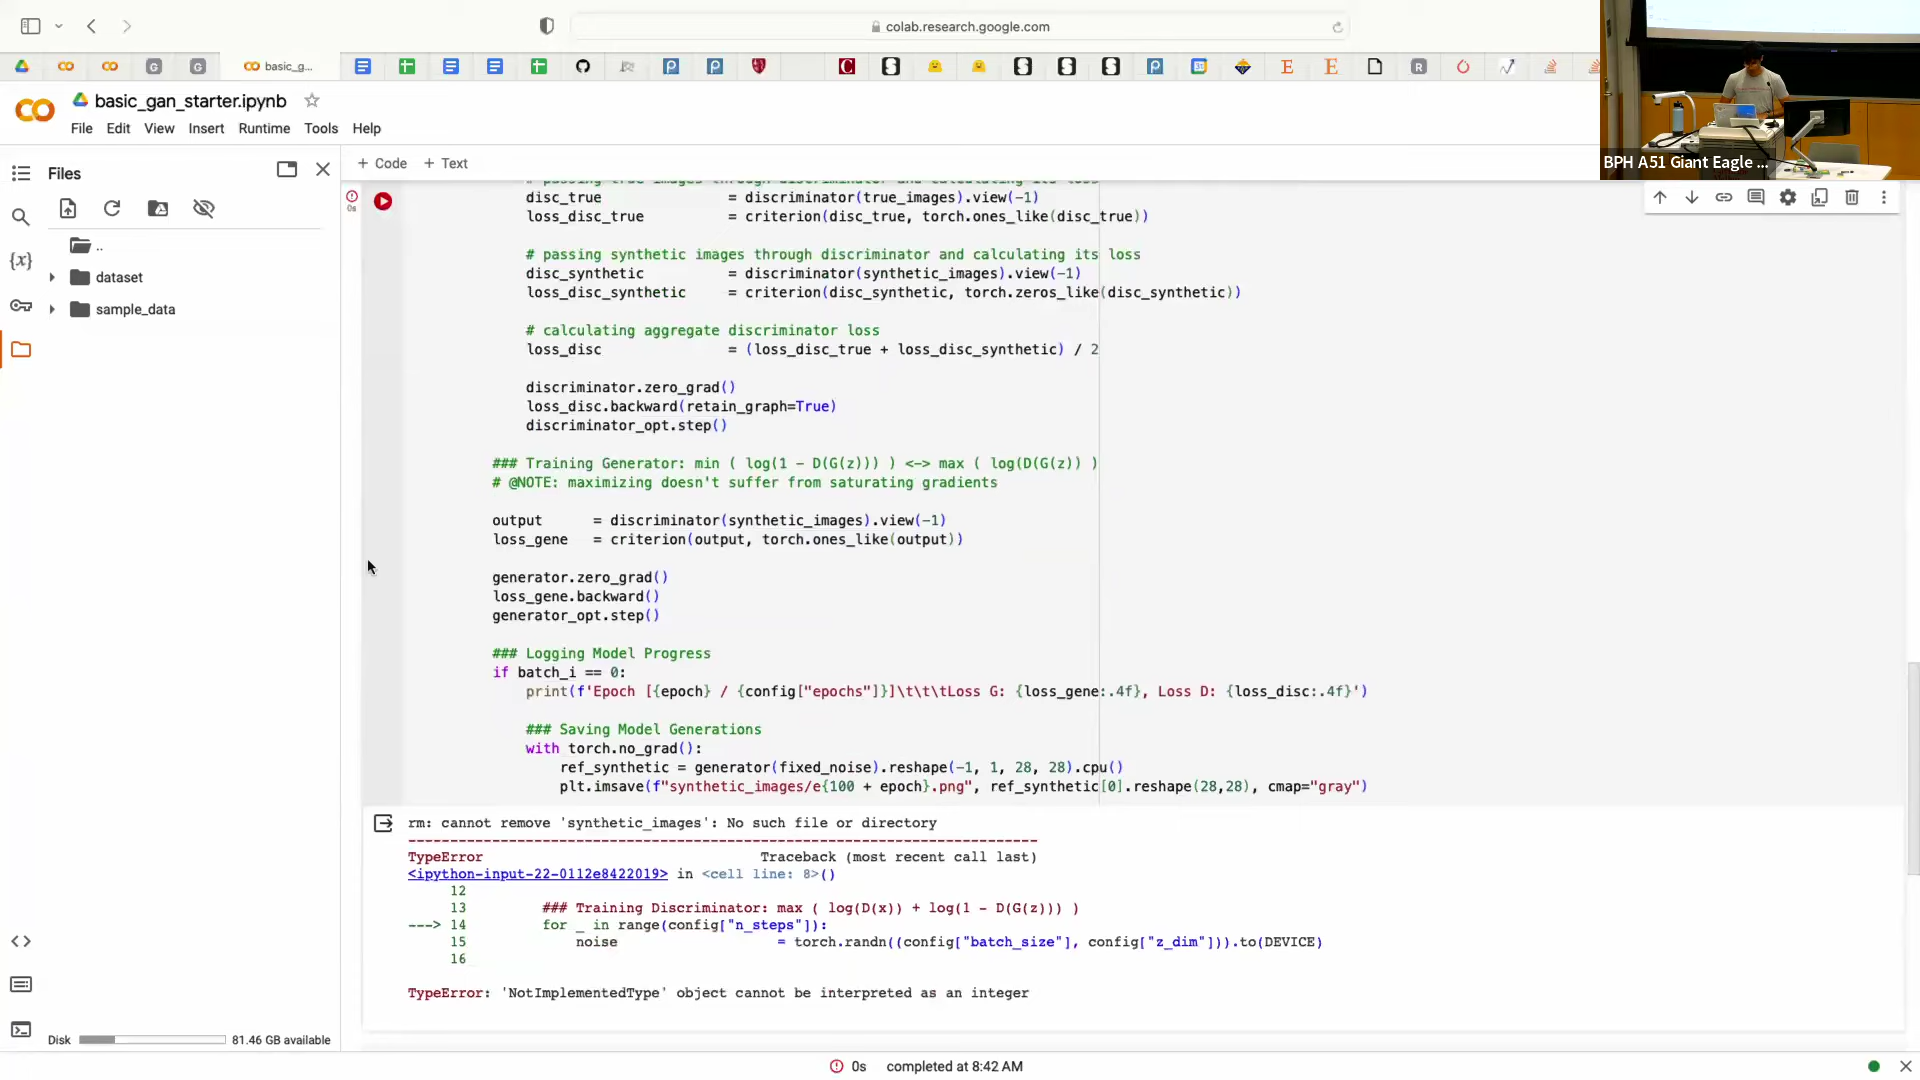 colab.research.google.com
basic_g...
basic_gan_starter.ipynb
File Edit View Insert Runtime Tools Help
BPH A51 Giant Eagle ...
Files
+ Code + Text
..
dataset
sample_data
{x}
0s
disc_true = discriminator(true_images).view(-1)
loss_disc_true = criterion(disc_true, torch.ones_like(disc_true))
# passing synthetic images through discriminator and calculating its loss
disc_synthetic = discriminator(synthetic_images).view(-1)
loss_disc_synthetic = criterion(disc_synthetic, torch.zeros_like(disc_synthetic))
# calculating aggregate discriminator loss
loss_disc = (loss_disc_true + loss_disc_synthetic) / 2
discriminator.zero_grad()
loss_disc.backward(retain_graph=True)
discriminator_opt.step()
### Training Generator: min ( log(1 - D(G(z))) ) <-> max ( log(D(G(z)) )
# @NOTE: maximizing doesn't suffer from saturating gradients
output = discriminator(synthetic_images).view(-1)
loss_gene = criterion(output, torch.ones_like(output))
generator.zero_grad()
loss_gene.backward()
generator_opt.step()
### Logging Model Progress
if batch_i == 0:
print(f'Epoch [{epoch} / {config["epochs"]}]\t\t\tLoss G: {loss_gene:.4f}, Loss D: {loss_disc:.4f}')
### Saving Model Generations
with torch.no_grad():
ref_synthetic = generator(fixed_noise).reshape(-1, 1, 28, 28).cpu()
plt.imsave(f"synthetic_images/e{100 + epoch}.png", ref_synthetic[0].reshape(28,28), cmap="gray")
rm: cannot remove 'synthetic_images': No such file or directory
---------------------------------------------------------------------------
TypeError Traceback (most recent call last)
<ipython-input-22-0112e8422019> in <cell line: 8>()
12
13 ### Training Discriminator: max ( log(D(x)) + log(1 - D(G(z))) )
---> 14 for _ in range(config["n_steps"]):
15 noise = torch.randn((config["batch_size"], config["z_dim"])).to(DEVICE)
16
TypeError: 'NotImplementedType' object cannot be interpreted as an integer
Disk 81.46 GB available
0s completed at 8:42 AM